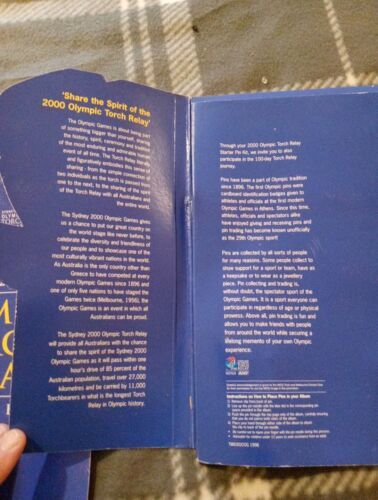 'Share the Spirit of the
2000 Olympic Torch Relay'
The Olympic Games is about being part
of something bigger than yourself, sharing
the history, spirit, ceremony and tradition
of the most enduring and admirable human
event of all time. The Torch Relay literally
and figuratively embodies this sense of
sharing - from the simple connection of
two individuals as the torch is passed from
one to the next, to the sharing of the spirit
of the Torch Relay with all Australians and
the world.
The Sydney 2000 Olympic Games gives
us a chance to put your great country on
the world stage like never before, to
celebrate the diversity and friendliness of
our people and to showcase one of the
most culturally vibrant nations in the world.
As Australia is the only country other than
Greece to have competed at every
modern Olympic Games since 1896 and
one of only five nations to have staged the
Games twice (Melbourne, 1956), the
Olympic Games is an event in which all
Australians can be proud.
The Sydney 2000 Olympic Torch Relay
will provide all Australians with the chance
to share the spirit of the Sydney 2000
Olympic Games as it will pass within one
hour's drive of 85 percent of the
Australian population, travel over 27,000
kilometres and be carried by 11,000
Torchbearers in what is the longest Torch
Relay in Olympic history.
Through your 2000 Olympic Torch Relay
Starter Pin Kit, we invite you to also
participate in the 100-day Torch Relay
journey.
Pins have been a part of Olympic tradition
since 1896. The first Olympic pins were
cardboard identification badges given to
athletes and officials at the first modern
Olympic Games in Athens. Since this time,
athletes, officials and spectators alike
have enjoyed giving and receiving pins and
pin trading has become known unofficially
as the 29th Olympic sport!
Pins are collected by all sorts of people
for many reasons. Some people collect to
show support for a sport or team, have as
a keepsake or to wear as a jewellery
piece. Pin collecting and trading is,
without doubt, the spectator sport of the
Olympic Games. It is a sport everyone can
participate in regardless of age or physical
prowess. Above all, pin trading is fun and
allows you to make friends with people
from around the world while securing a
lifelong memento of your own Olympic
experience.
Instructions on How to Place Pins in your Album
1) Remove clip from back of pin.
TM©SOCOG 1998